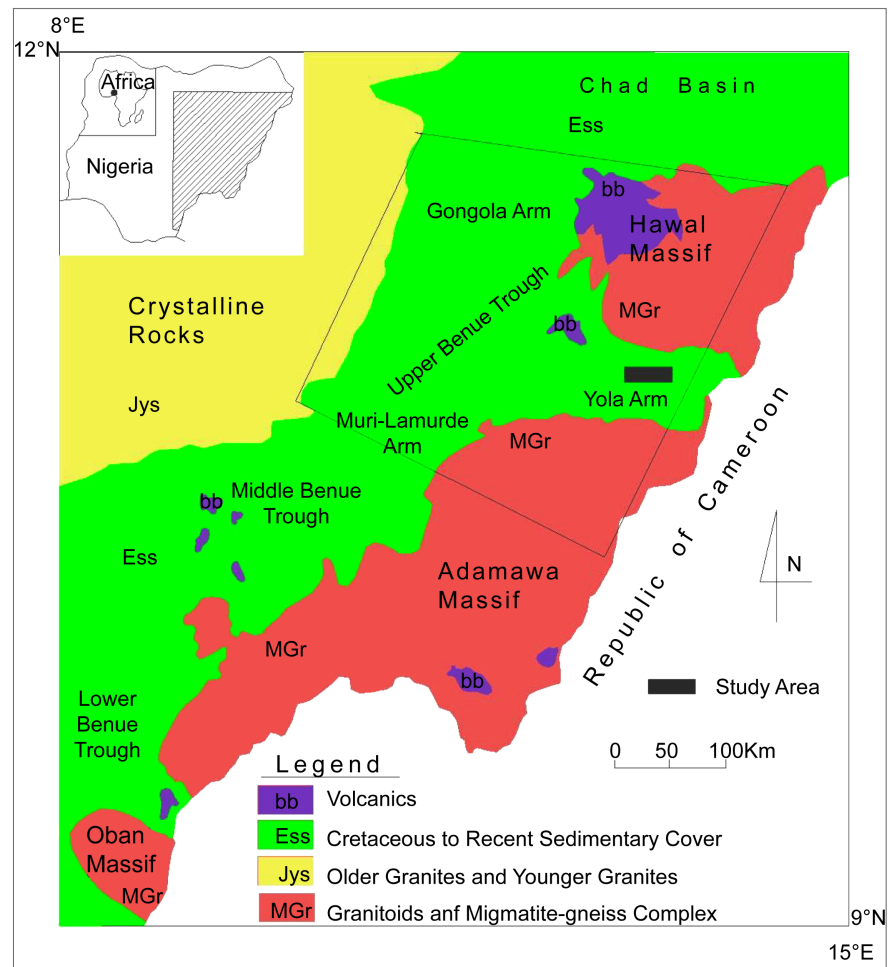 8°E
12°N
Africa
Nigeria
Chad Basin
Ess
bb
Gongola Arm
Hawal
Massif
Upper Benue Trough
MGr
bb
Crystalline
Rocks
Jys
Yola Arm
Muri-Lamurde
Arm
MGr
Republic of Cameroon
bb
Middle Benue
Trough
Ess
N
Adamawa
Massif
MGr
bb
Study Area
Lower
Benue
Trough
0 50 100Km
Legend
bb Volcanics
Ess Cretaceous to Recent Sedimentary Cover
Jys Older Granites and Younger Granites
MGr Granitoids anf Migmatite-gneiss Complex
Oban
Massif
MGr
9°N
15°E